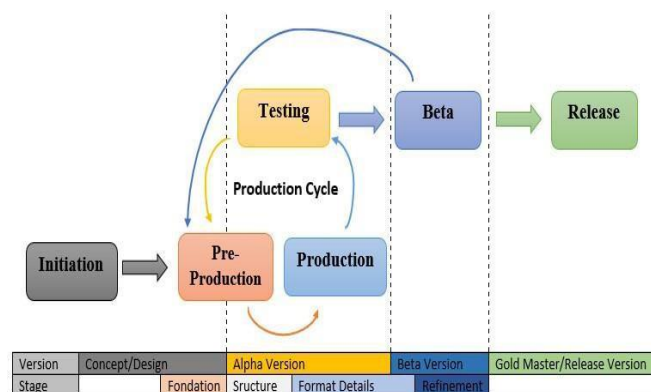 Testing
Beta
Release
Production Cycle
Initiation
Pre-
Production
Production
Version Concept/Design Alpha Version Beta Version Gold Master/Release Version
Stage Fondation Sructure Format Details Refinement